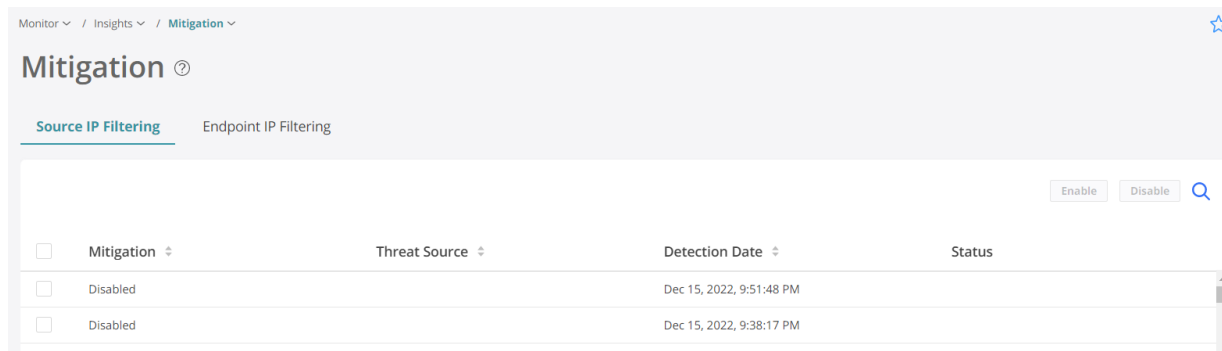 Monitor / Insights / Mitigation
Mitigation ?
Source IP Filtering Endpoint IP Filtering
Enable Disable
Mitigation Threat Source Detection Date Status
Disabled Dec 15, 2022, 9:51:48 PM
Disabled Dec 15, 2022, 9:38:17 PM